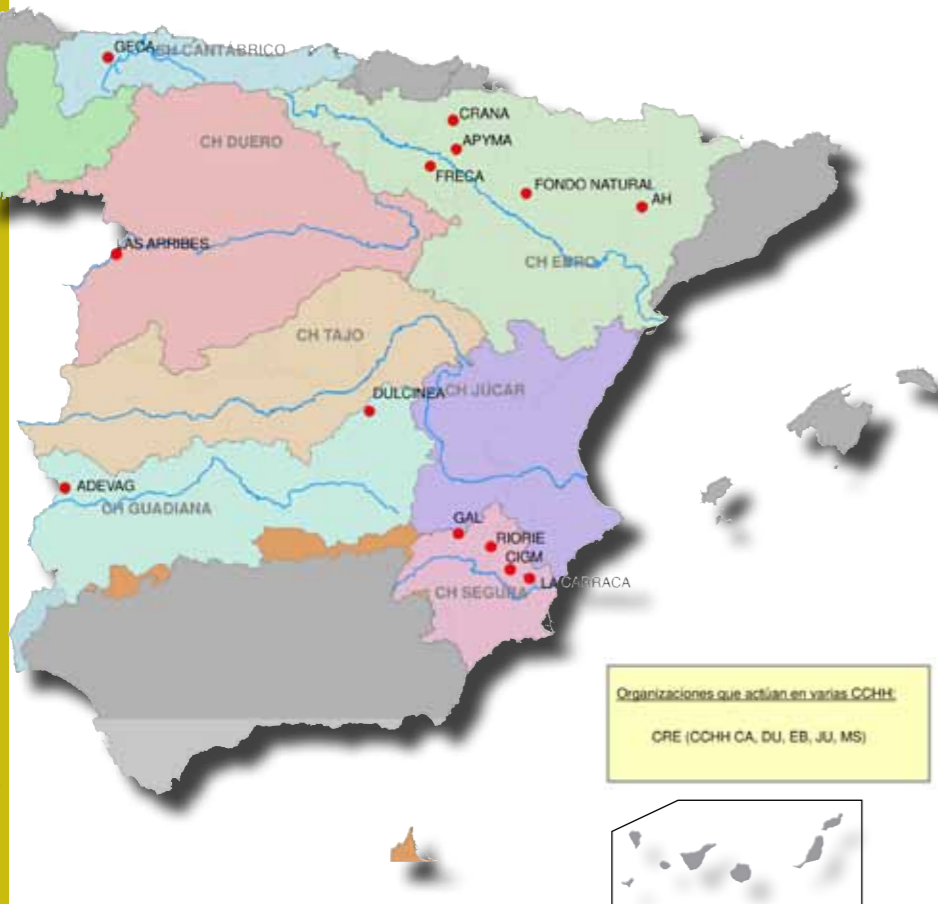 GECA
CH CANTÁBRICO
CRANA
CH DUERO
APYMA
FRECA
FONDO NATURAL
AH
LAS ARRIBES
CH EBRO
CH TAJO
DULCINEA
CH JÚCAR
ADEVAG
CH GUADIANA
GAL
RIORIE
CIGM
LA CARRACA
CH SEGURA
Organizaciones que actúan en varias CCHH:
CRE (CCHH CA, DU, EB, JU, MS)